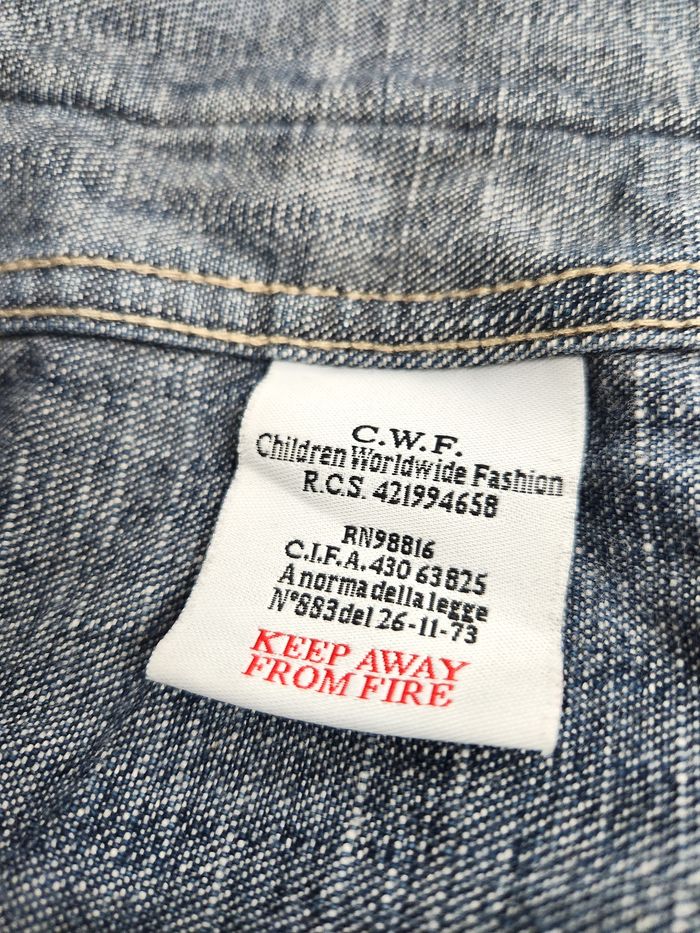 C.W.F.
Children Worldwide Fashion
R.C.S. 421994658
RN98816
C.I.F.A. 430 63825
A norma della legge
N°883 del 26-11-73
KEEP AWAY
FROM FIRE